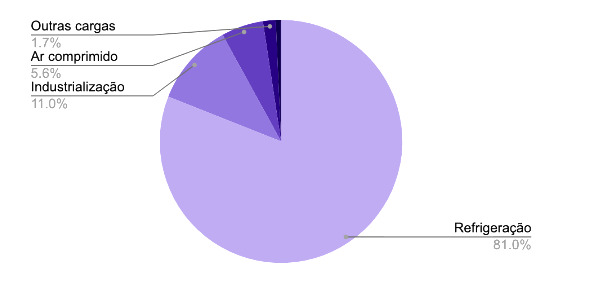 Outras cargas
1.7%
Ar comprimido
5.6%
Industrialização
11.0%
Refrigeração
81.0%